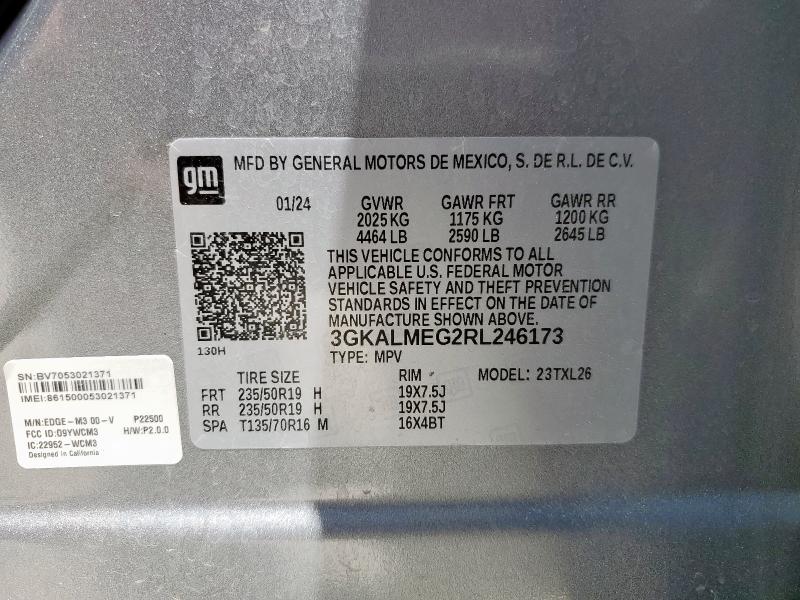 gm
MFD BY GENERAL MOTORS DE MEXICO, S. DE R.L. DE C.V.
01/24 GVWR GAWR FRT GAWR RR
2025 KG 1175 KG 1200 KG
4464 LB 2590 LB 2645 LB
THIS VEHICLE CONFORMS TO ALL
APPLICABLE U.S. FEDERAL MOTOR
VEHICLE SAFETY AND THEFT PREVENTION
STANDARDS IN EFFECT ON THE DATE OF
MANUFACTURE SHOWN ABOVE.
3GKALMEG2RL246173
130H
TYPE: MPV
TIRE SIZE RIM MODEL: 23TXL26
FRT 235/50R19 H 19X7.5J
RR 235/50R19 H 19X7.5J
SPA T135/70R16 M 16X4BT
SN:BV7053021371
IMEI:861500053021371
M/N:EDGE-M3 00-V P22500
FCC ID:O9YWCM3 H/W:P2.0.0
IC:22952-WCM3
Designed in California